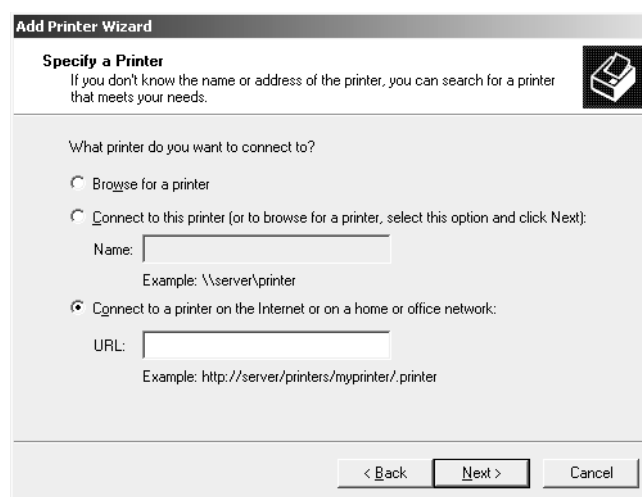 Add Printer Wizard
Specify a Printer
If you don't know the name or address of the printer, you can search for a printer
that meets your needs.
What printer do you want to connect to?
Browse for a printer
Connect to this printer (or to browse for a printer, select this option and click Next):
Name:
Example: \\server\printer
Connect to a printer on the Internet or on a home or office network:
URL:
Example: http://server/printers/myprinter/.printer
< Back Next > Cancel